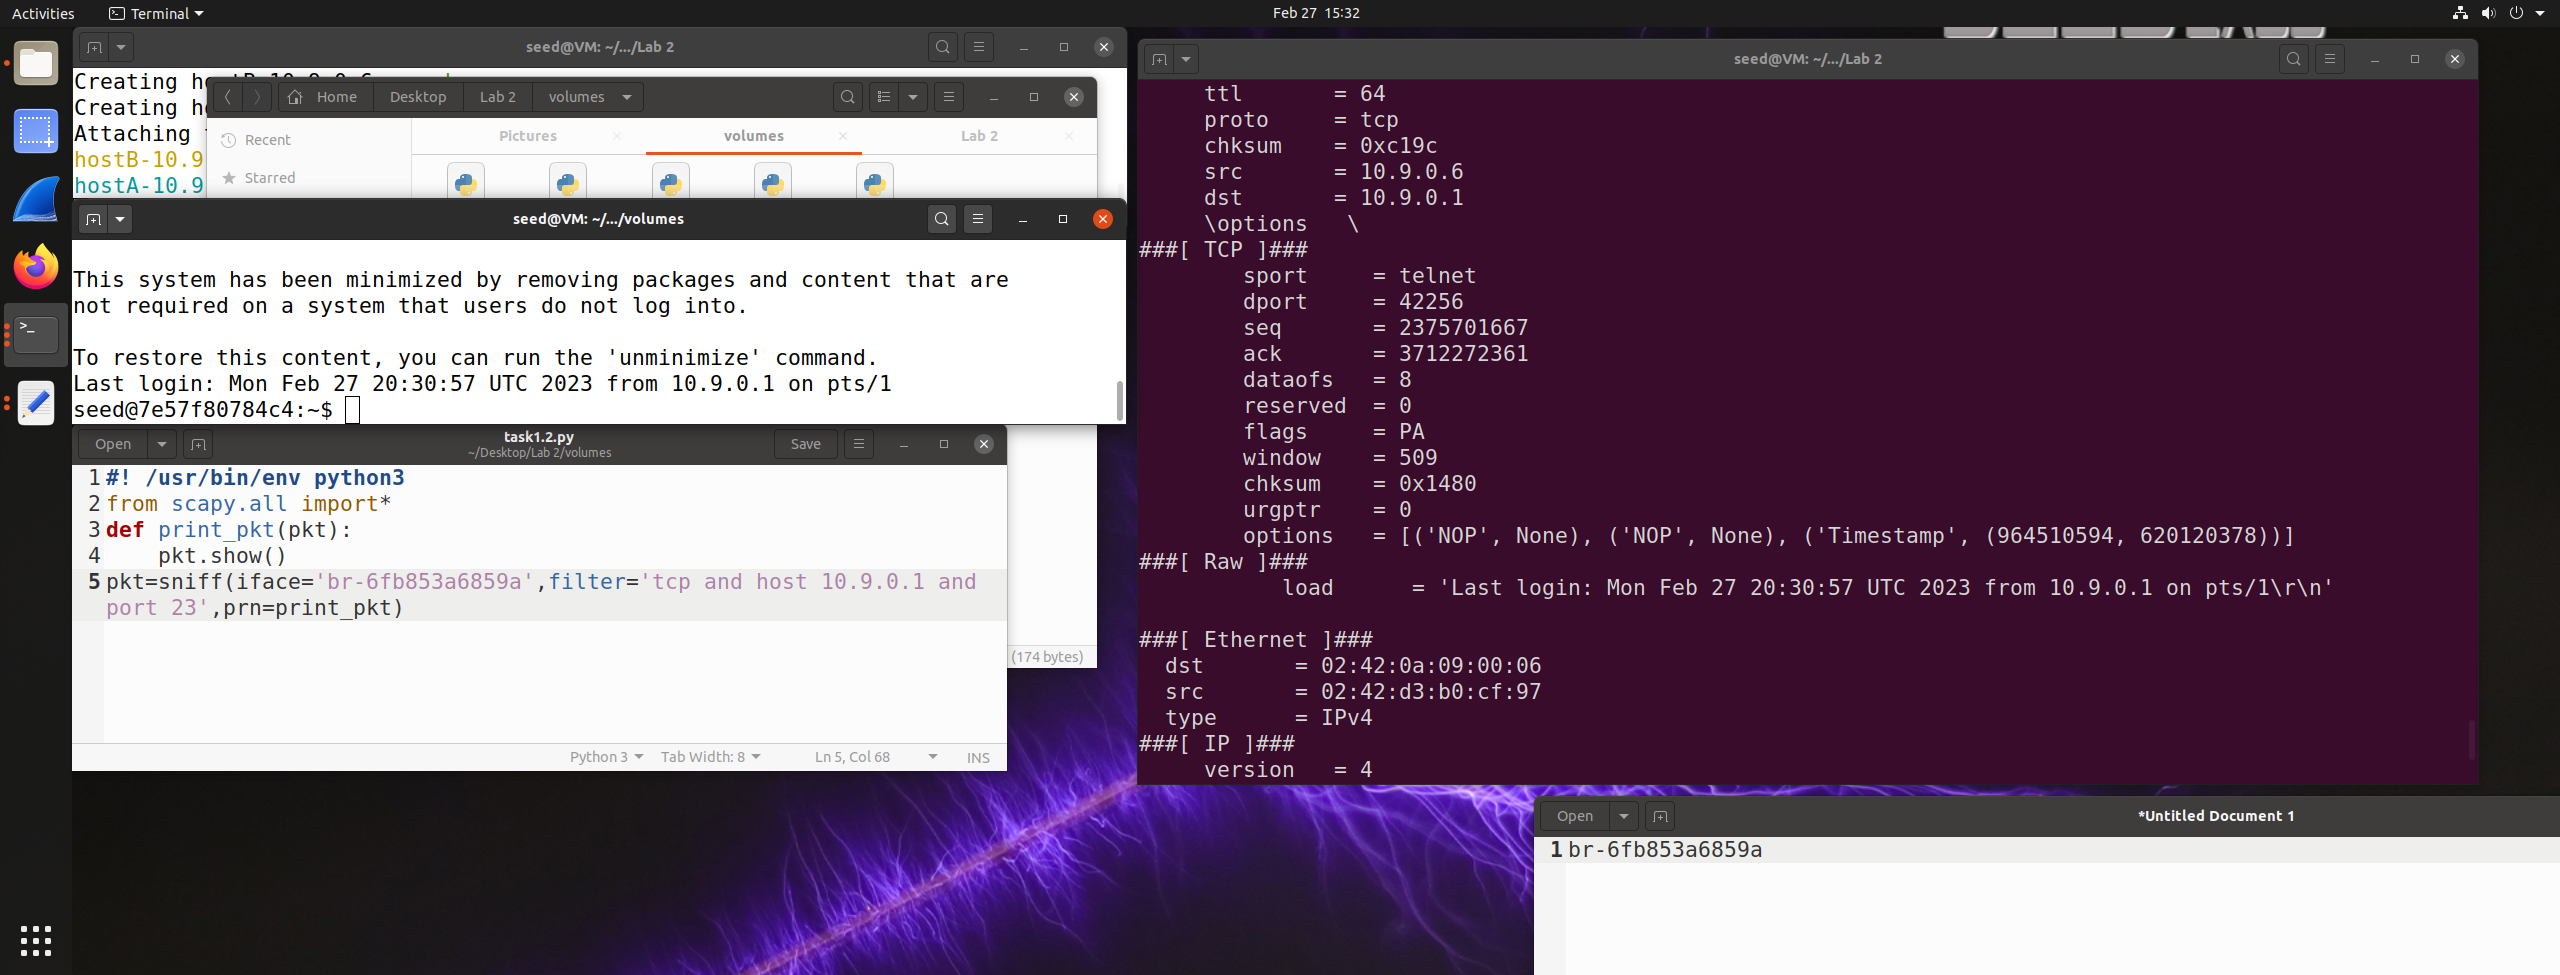 Activities
Terminal
Feb 27 15:32
seed@VM: ~/.../Lab 2
Creating ho
Creating ho
Attaching
hostB-10.9
hostA-10.9
Home
Desktop
Lab 2
volumes
Recent
Starred
Pictures
volumes
Lab 2
seed@VM: ~/.../volumes
This system has been minimized by removing packages and content that are
not required on a system that users do not log into.
To restore this content, you can run the 'unminimize' command.
Last login: Mon Feb 27 20:30:57 UTC 2023 from 10.9.0.1 on pts/1
seed@7e57f80784c4:~$
Open
task1.2.py
~/Desktop/Lab 2/volumes
Save
1 #! /usr/bin/env python3
2 from scapy.all import*
3 def print_pkt(pkt):
4     pkt.show()
5 pkt=sniff(iface='br-6fb853a6859a',filter='tcp and host 10.9.0.1 and
port 23',prn=print_pkt)
(174 bytes)
Python 3
Tab Width: 8
Ln 5, Col 68
INS
seed@VM: ~/.../Lab 2
     ttl       = 64
     proto     = tcp
     chksum    = 0xc19c
     src       = 10.9.0.6
     dst       = 10.9.0.1
     \options   \
###[ TCP ]###
        sport     = telnet
        dport     = 42256
        seq       = 2375701667
        ack       = 3712272361
        dataofs   = 8
        reserved  = 0
        flags     = PA
        window    = 509
        chksum    = 0x1480
        urgptr    = 0
        options   = [('NOP', None), ('NOP', None), ('Timestamp', (964510594, 620120378))]
###[ Raw ]###
           load      = 'Last login: Mon Feb 27 20:30:57 UTC 2023 from 10.9.0.1 on pts/1\r\n'
###[ Ethernet ]###
  dst       = 02:42:0a:09:00:06
  src       = 02:42:d3:b0:cf:97
  type      = IPv4
###[ IP ]###
     version   = 4
Open
*Untitled Document 1
1 br-6fb853a6859a